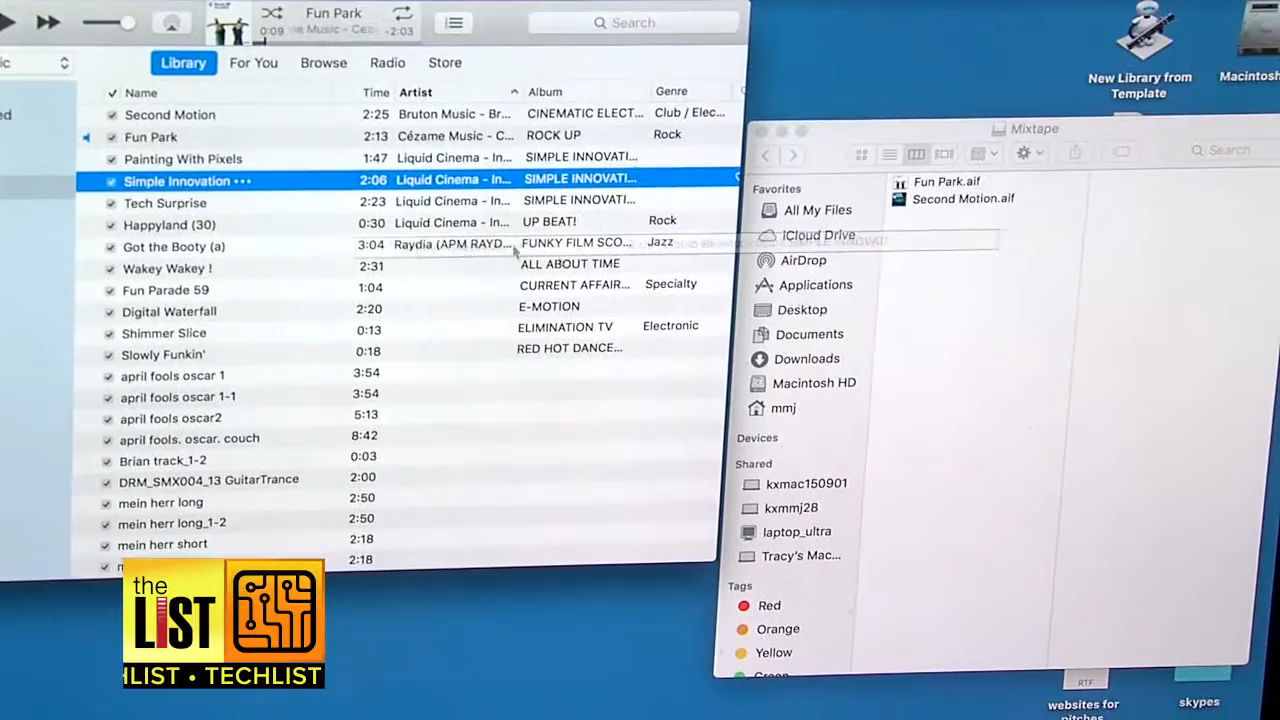 Fun Park
0:09
-2:03
Search
ic
Library
For You
Browse
Radio
Store
Name Time Artist Album Genre
Second Motion 2:25 Bruton Music - Br... CINEMATIC ELECT... Club / Elec...
Fun Park 2:13 Cézame Music - C... ROCK UP Rock
Painting With Pixels 1:47 Liquid Cinema - In... SIMPLE INNOVATI...
Simple Innovation ••• 2:06 Liquid Cinema - In... SIMPLE INNOVATI...
Tech Surprise 2:23 Liquid Cinema - In... SIMPLE INNOVATI...
Happyland (30) 0:30 Liquid Cinema - In... UP BEAT! Rock
Got the Booty (a) 3:04 Raydia (APM RAYD... FUNKY FILM SCO... Jazz
Wakey Wakey ! 2:31 ALL ABOUT TIME
Fun Parade 59 1:04 CURRENT AFFAIR... Specialty
Digital Waterfall 2:20 E-MOTION
Shimmer Slice 0:13 ELIMINATION TV Electronic
Slowly Funkin' 0:18 RED HOT DANCE...
april fools oscar 1 3:54
april fools oscar 1-1 3:54
april fools oscar2 5:13
april fools. oscar. couch 8:42
Brian track_1-2 0:03
DRM_SMX004_13 GuitarTrance 2:00
mein herr long 2:50
mein herr long_1-2 2:50
mein herr short 2:18
2:18
New Library from
Template
Macintosh
Mixtape
Search
Favorites
All My Files
iCloud Drive
AirDrop
Applications
Desktop
Documents
Downloads
Macintosh HD
mmj
Devices
Shared
kxmac150901
kxmmj28
laptop_ultra
Tracy's Mac...
Tags
Red
Orange
Yellow
Green
Fun Park.aif
Second Motion.aif
RTF
websites for
pitches
skypes
the
LIST
HLIST • TECHLIST